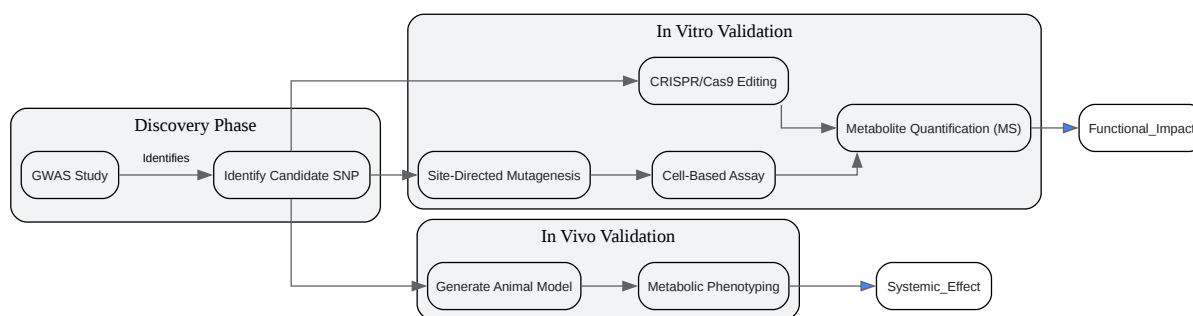 In Vitro Validation
CRISPR/Cas9 Editing
Discovery Phase
Metabolite Quantification (MS)
Functional_Impact
Identifies
GWAS Study
Identify Candidate SNP
Site-Directed Mutagenesis
Cell-Based Assay
In Vivo Validation
Generate Animal Model
Metabolic Phenotyping
Systemic_Effect